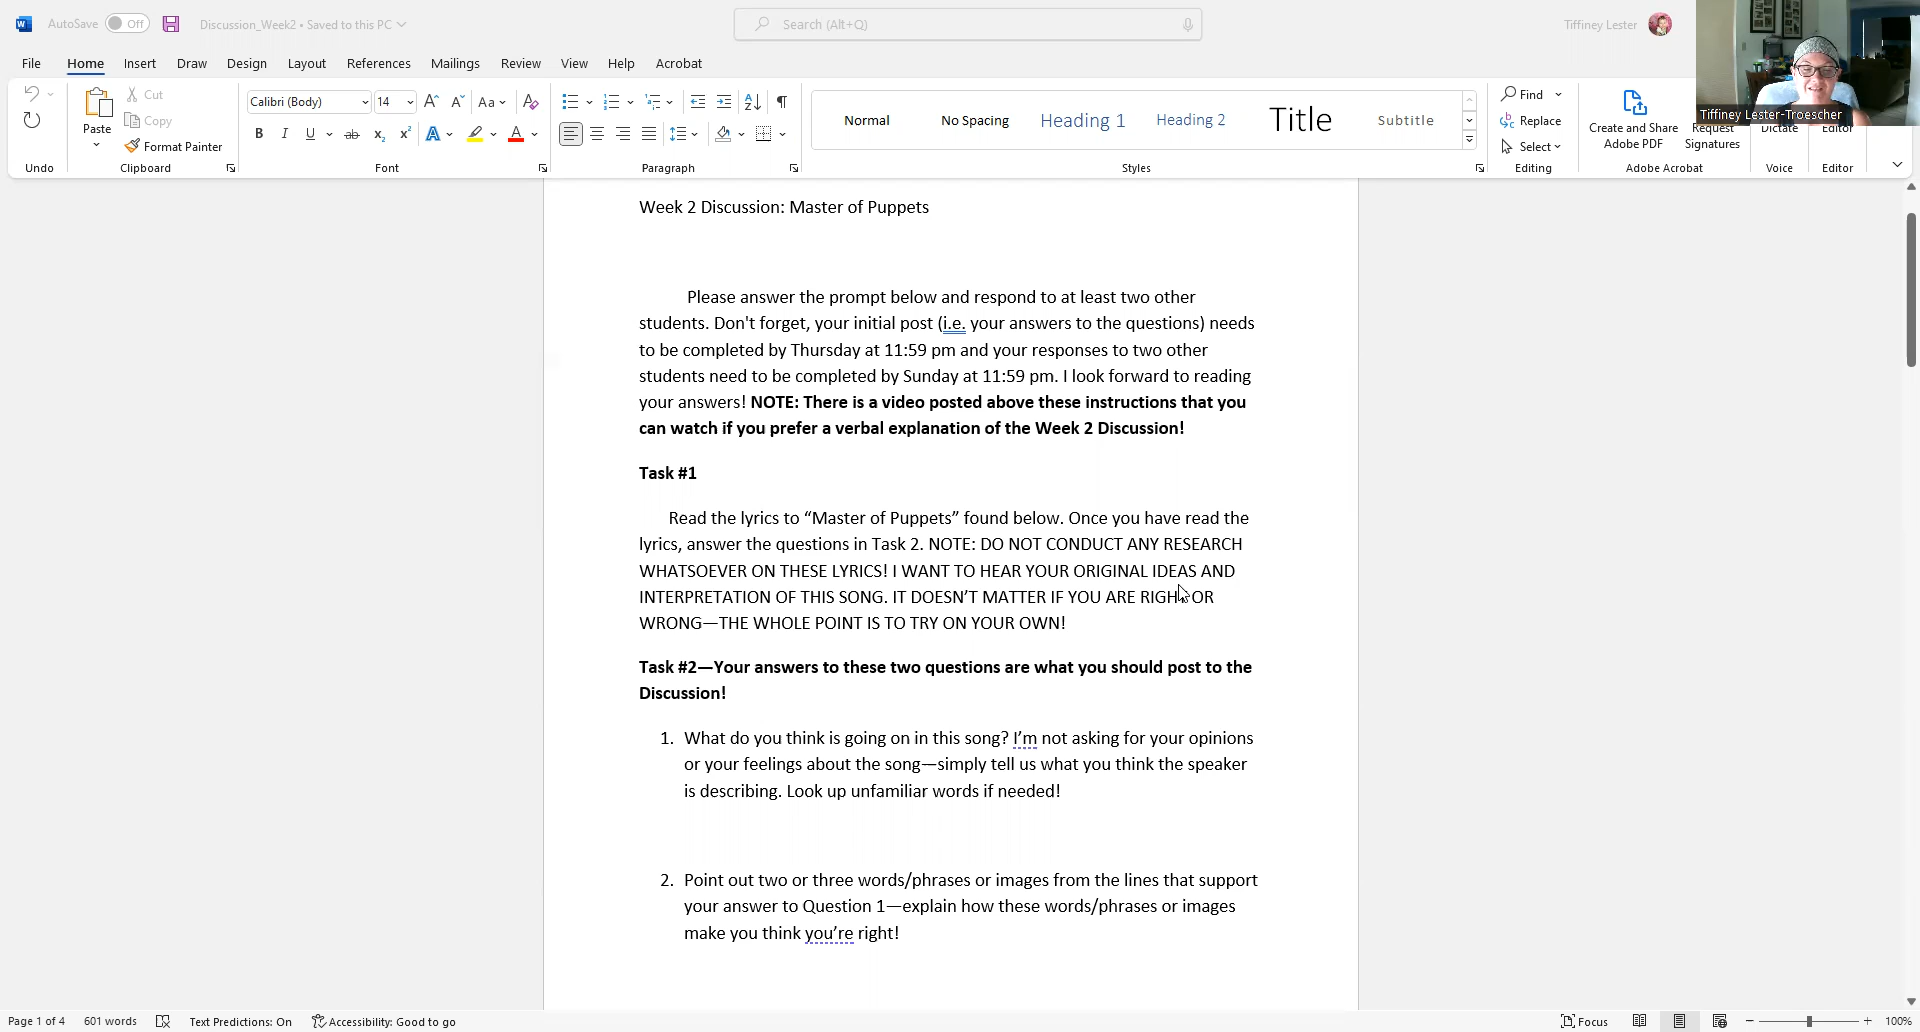 AutoSave Off Discussion_Week2 • Saved to this PC Search (Alt+Q) Tiffiney Lester
File Home Insert Draw Design Layout References Mailings Review View Help Acrobat
Paste Cut Copy Format Painter
Calibri (Body) 14 Aa
B I U ab x₂ x² A A
Normal No Spacing Heading 1 Heading 2 Title Subtitle
Find Replace Select
Create and Share Adobe PDF Request Signatures Dictate Editor
Tiffiney Lester-Troescher
Undo Clipboard Font Paragraph Styles Editing Adobe Acrobat Voice Editor
Week 2 Discussion: Master of Puppets
Please answer the prompt below and respond to at least two other
students. Don't forget, your initial post (i.e. your answers to the questions) needs
to be completed by Thursday at 11:59 pm and your responses to two other
students need to be completed by Sunday at 11:59 pm. I look forward to reading
your answers! NOTE: There is a video posted above these instructions that you
can watch if you prefer a verbal explanation of the Week 2 Discussion!
Task #1
Read the lyrics to “Master of Puppets” found below. Once you have read the
lyrics, answer the questions in Task 2. NOTE: DO NOT CONDUCT ANY RESEARCH
WHATSOEVER ON THESE LYRICS! I WANT TO HEAR YOUR ORIGINAL IDEAS AND
INTERPRETATION OF THIS SONG. IT DOESN’T MATTER IF YOU ARE RIGHT OR
WRONG—THE WHOLE POINT IS TO TRY ON YOUR OWN!
Task #2—Your answers to these two questions are what you should post to the
Discussion!
1. What do you think is going on in this song? I’m not asking for your opinions
or your feelings about the song—simply tell us what you think the speaker
is describing. Look up unfamiliar words if needed!
2. Point out two or three words/phrases or images from the lines that support
your answer to Question 1—explain how these words/phrases or images
make you think you’re right!
Page 1 of 4 601 words Text Predictions: On Accessibility: Good to go Focus 100%